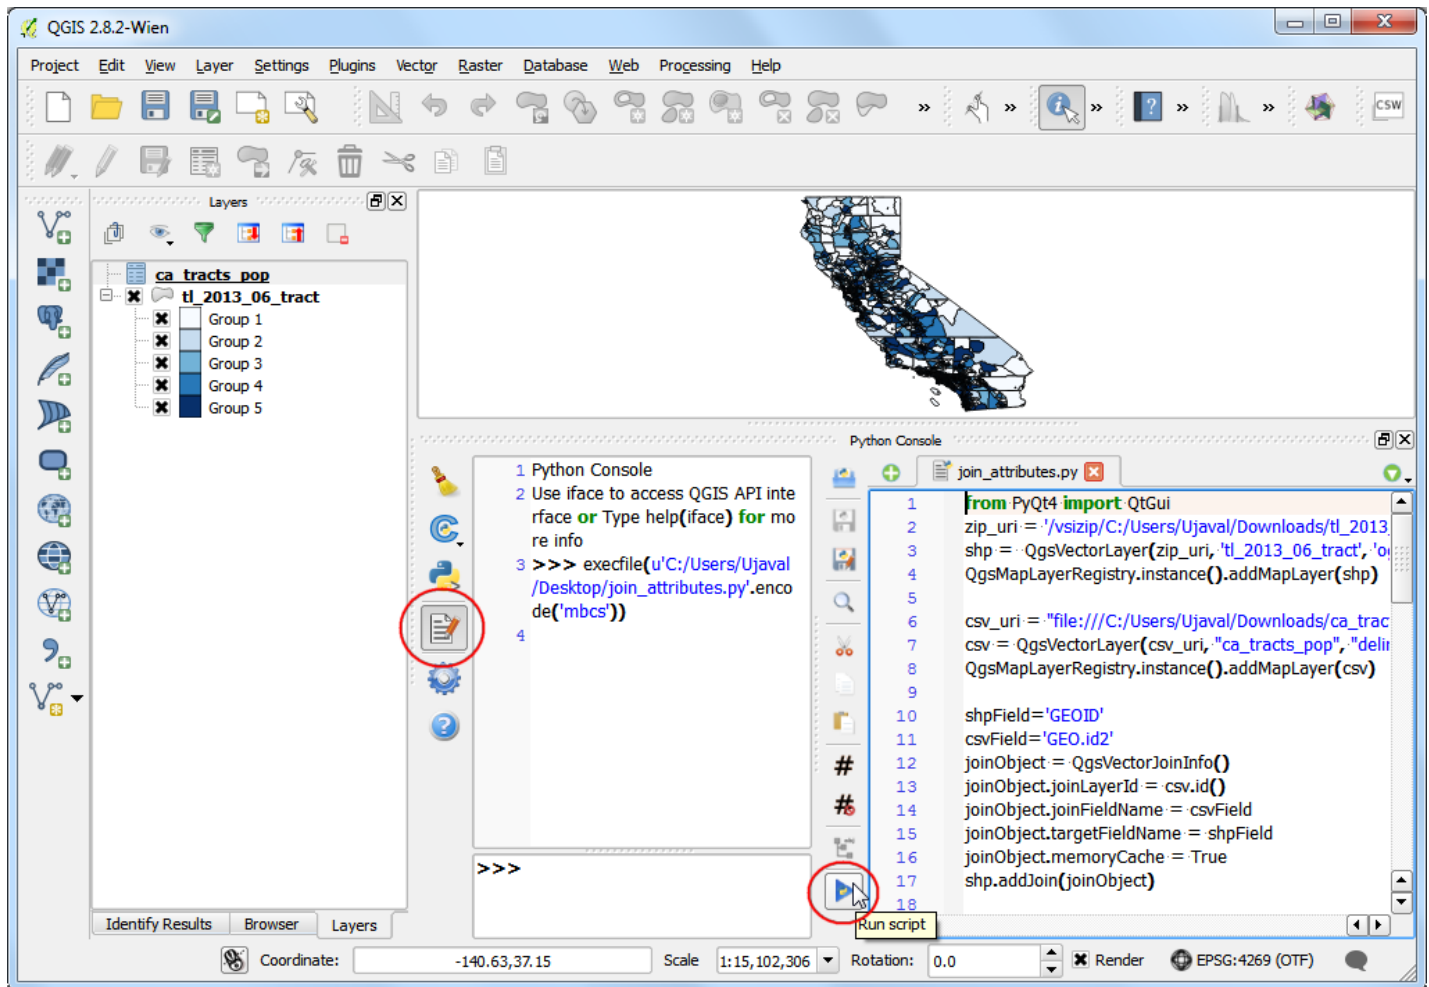 QGIS 2.8.2-Wien
Project Edit View Layer Settings Plugins Vector Raster Database Web Processing Help
» » » » » CSW
Layers
ca_tracts_pop
tl_2013_06_tract
Group 1
Group 2
Group 3
Group 4
Group 5
Identify Results Browser Layers
Python Console
1 Python Console
2 Use iface to access QGIS API inte
rface or Type help(iface) for mo
re info
3 >>> execfile(u'C:/Users/Ujaval
/Desktop/join_attributes.py'.enco
de('mbcs'))
4
>>>
join_attributes.py
1 from PyQt4 import QtGui
2 zip_uri = '/vsizip/C:/Users/Ujaval/Downloads/tl_2013_
3 shp = QgsVectorLayer(zip_uri, 'tl_2013_06_tract', 'o
4 QgsMapLayerRegistry.instance().addMapLayer(shp)
5
6 csv_uri = "file:///C:/Users/Ujaval/Downloads/ca_trac
7 csv = QgsVectorLayer(csv_uri, "ca_tracts_pop", "deli
8 QgsMapLayerRegistry.instance().addMapLayer(csv)
9
10 shpField='GEOID'
11 csvField='GEO.id2'
12 joinObject = QgsVectorJoinInfo()
13 joinObject.joinLayerId = csv.id()
14 joinObject.joinFieldName = csvField
15 joinObject.targetFieldName = shpField
16 joinObject.memoryCache = True
17 shp.addJoin(joinObject)
18
Run script
Coordinate: -140.63,37.15 Scale 1:15,102,306 Rotation: 0.0 Render EPSG:4269 (OTF)